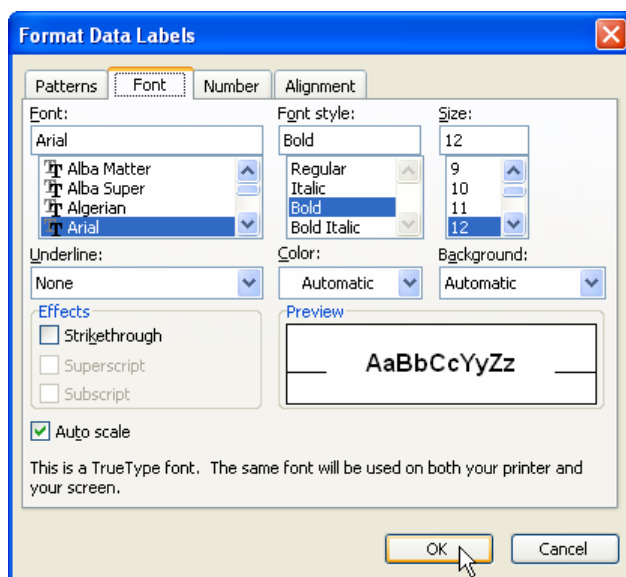 Format Data Labels
Patterns Font Number Alignment
Font: Font style: Size:
Arial Bold 12
Alba Matter Regular 9
Alba Super Italic 10
Algerian Bold 11
Arial Bold Italic 12
Underline: Color: Background:
None Automatic Automatic
Effects Preview
Strikethrough
Superscript AaBbCcYyZz
Subscript
Auto scale
This is a TrueType font. The same font will be used on both your printer and
your screen.
OK Cancel